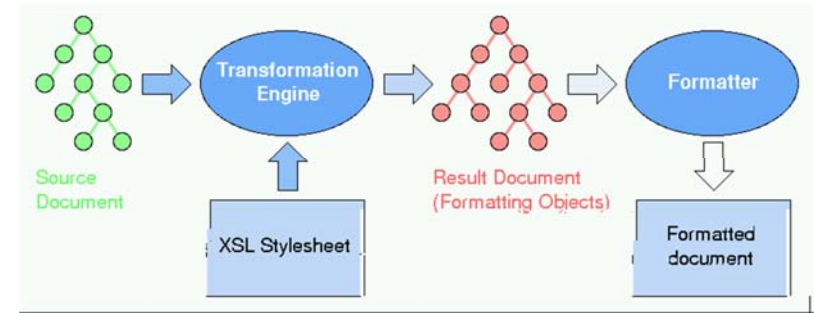 Transformation
Engine
Formatter
Source
Document
Result Document
(Formatting Objects)
XSL Stylesheet
Formatted
document